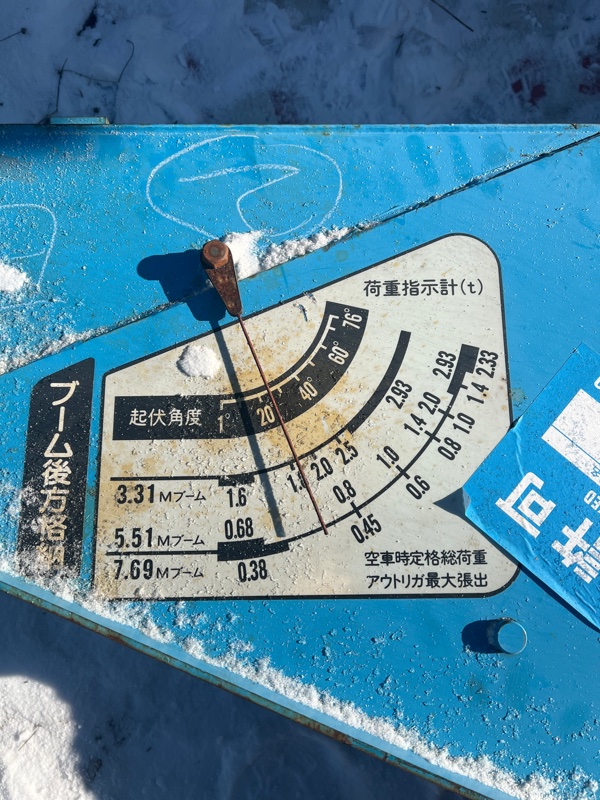 荷重指示計(t)
起伏角度
1° 20° 40° 60° 76°
3.31Mブーム 1.6 2.0 2.5 2.93
5.51Mブーム 0.68 0.8 1.0 1.4 2.0 2.93
7.69Mブーム 0.38 0.45 0.6 0.8 1.0 1.4 2.33
空車時定格総荷重
アウトリガ最大張出
ブーム後方格納
許可